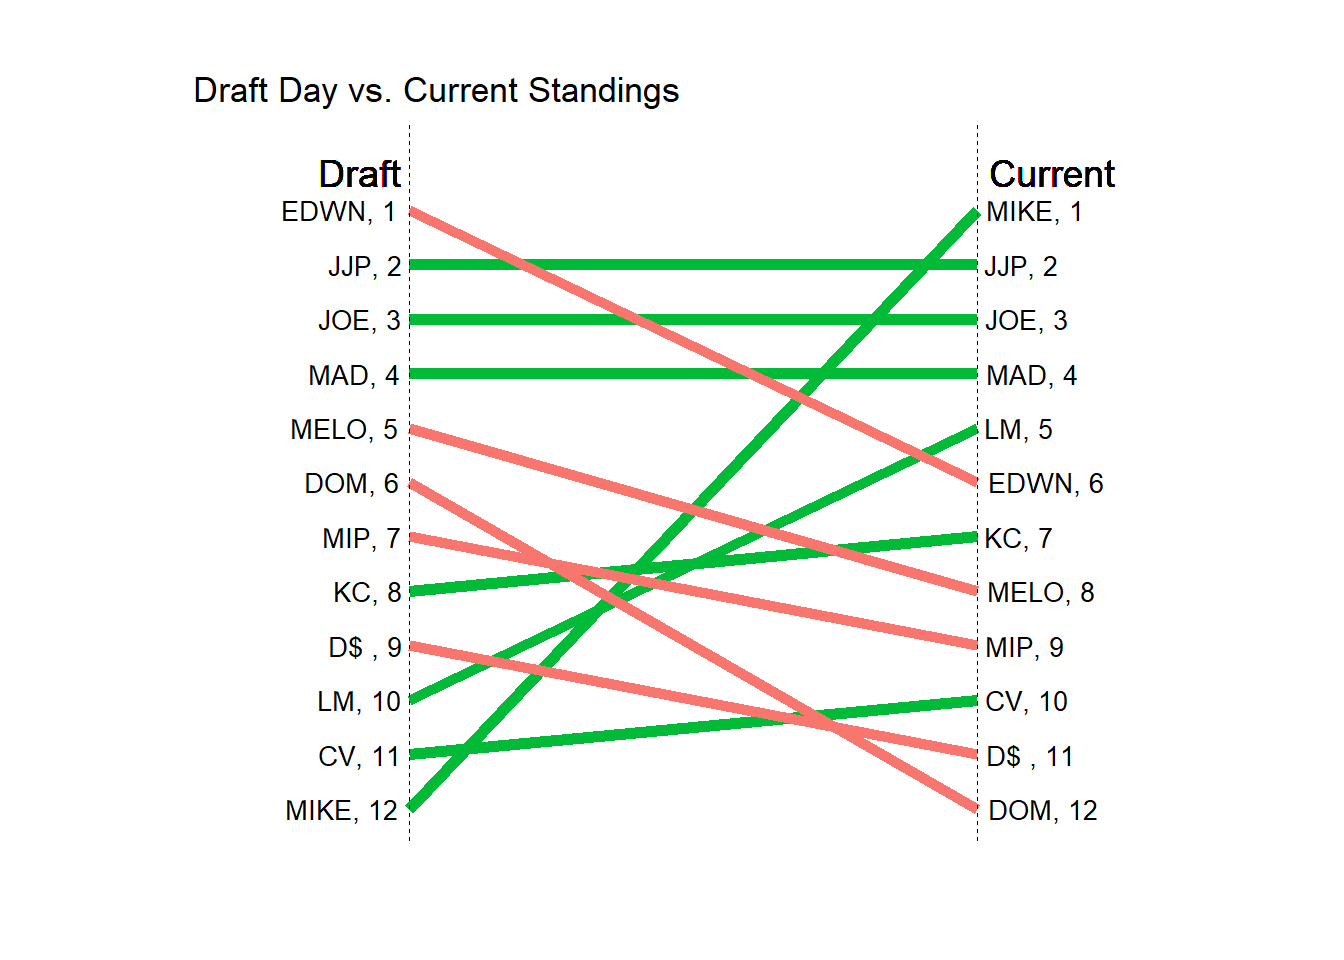 Draft Day vs. Current Standings
Draft
EDWN, 1
JJP, 2
JOE, 3
MAD, 4
MELO, 5
DOM, 6
MIP, 7
KC, 8
D$ , 9
LM, 10
CV, 11
MIKE, 12
Current
MIKE, 1
JJP, 2
JOE, 3
MAD, 4
LM, 5
EDWN, 6
KC, 7
MELO, 8
MIP, 9
CV, 10
D$ , 11
DOM, 12